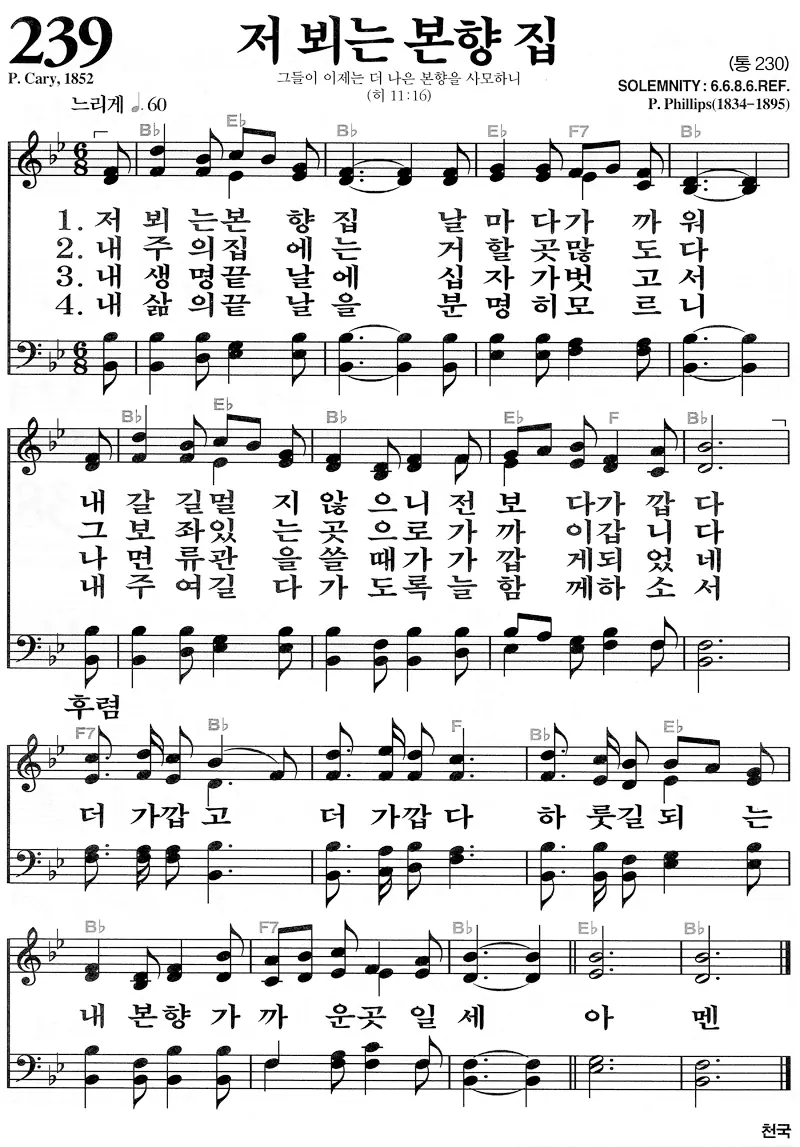 239
저 뵈는 본향 집
(통 230)
P. Cary, 1852
그들이 이제는 더 나은 본향을 사모하니
SOLEMNITY : 6.6.8.6.REF.
느리게 ♩. 60
(히 11:16)
P. Phillips(1834-1895)
B♭ E♭ B♭ E♭ F7 B♭
1. 저 뵈 는본 향 집 날 마 다가 까 워
2. 내 주 의집 에 는 거 할 곳많 도 다
3. 내 생 명끝 날 에 십 자 가벗 고 서
4. 내 삶 의끝 날 을 분 명 히모 르 니
B♭ E♭ B♭ E♭ F B♭
내 갈 길멀 지 않 으 니 전 보 다가 깝 다
그 보 좌있 는 곳 으 로 가 까 이갑 니 다
나 면 류관 을 쓸 때 가 가 깝 게되 었 네
내 주 여길 다 가 도 록 늘 함 께하 소 서
후렴
F7 B♭ F B♭ E♭
더 가깝 고 더 가깝 다 하 룻길 되 는
B♭ F7 B♭ E♭ B♭
내 본 향 가 까 운곳 일 세 아 멘
천국